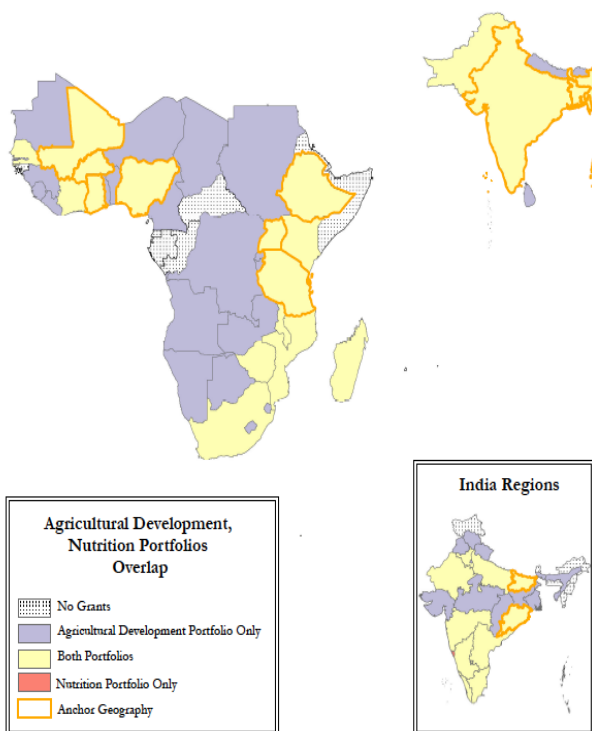 India Regions
Agricultural Development,
Nutrition Portfolios
Overlap
No Grants
Agricultural Development Portfolio Only
Both Portfolios
Nutrition Portfolio Only
Anchor Geography